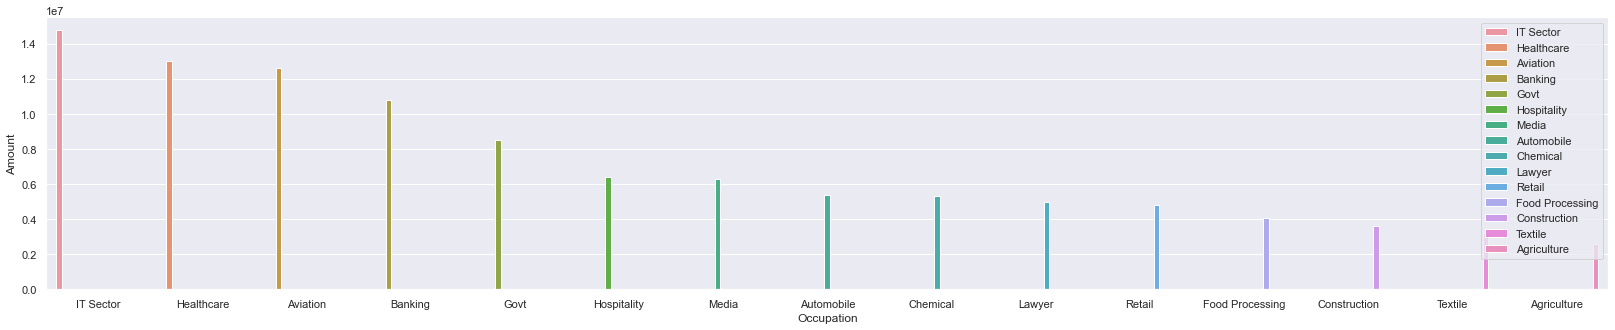 1e7
1.4
1.2
1.0
0.8
0.6
0.4
0.2
0.0
Amount
IT Sector
Healthcare
Aviation
Banking
Govt
Hospitality
Media
Automobile
Chemical
Lawyer
Retail
Food Processing
Construction
Textile
Agriculture
IT Sector Healthcare Aviation Banking Govt Hospitality Media Automobile Chemical Lawyer Retail Food Processing Construction Textile Agriculture
Occupation